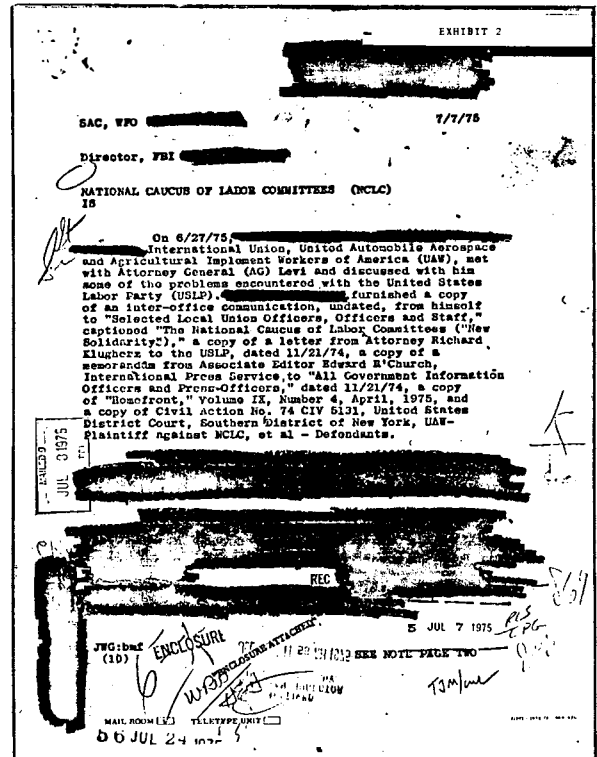 EXHIBIT 2
SAC, WFO
7/7/75
Director, FBI
NATIONAL CAUCUS OF LABOR COMMITTEES (NCLC)
IS
On 6/27/75,
International Union, United Automobile Aerospace
and Agricultural Implement Workers of America (UAW), met
with Attorney General (AG) Levi and discussed with him
some of the problems encountered with the United States
Labor Party (USLP). furnished a copy
of an inter-office communication, undated, from himself
to "Selected Local Union Officers, Officers and Staff,"
captioned "The National Caucus of Labor Committees ("New
Solidarity")," a copy of a letter from Attorney Richard
Klugherz to the USLP, dated 11/21/74, a copy of a
memorandum from Associate Editor Edward E'Church,
International Press Service, to "All Government Information
Officers and Press-Officers," dated 11/21/74, a copy
of "Homefront," Volume IX, Number 4, April, 1975, and
a copy of Civil Action No. 74 CIV 5131, United States
District Court, Southern District of New York, UAW-
Plaintiff against NCLC, et al - Defendants.
JUL 31975
REC
5 JUL 7 1975
JWG:bmf
(10)
ENCLOSURE
ENCLOSURE ATTACHED
SEE NOTE PAGE TWO
MAIL ROOM TELETYPE UNIT
66 JUL 24